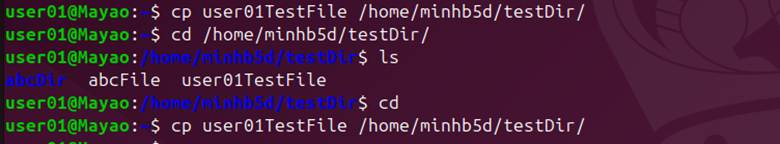 user01@Mayao:~$ cp user01TestFile /home/minhb5d/testDir/
user01@Mayao:~$ cd /home/minhb5d/testDir/
user01@Mayao:/home/minhb5d/testDir$ ls
abcDir  abcFile  user01TestFile
user01@Mayao:/home/minhb5d/testDir$ cd
user01@Mayao:~$ cp user01TestFile /home/minhb5d/testDir/